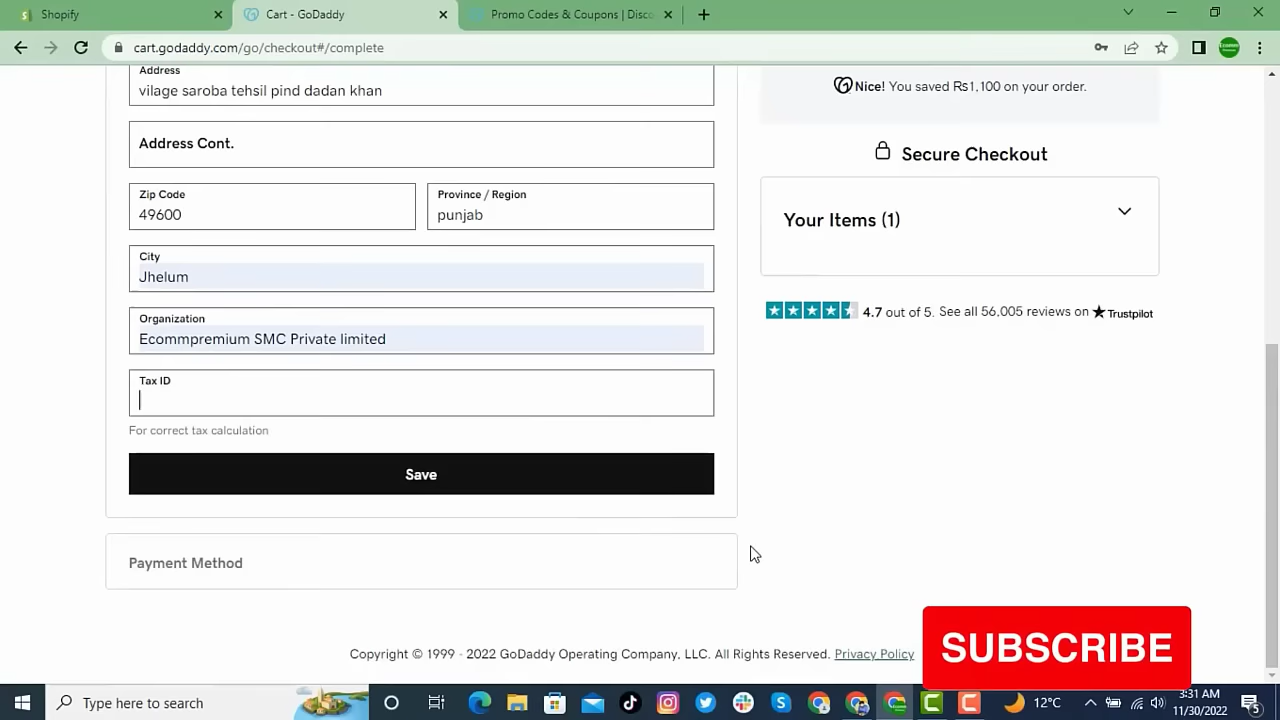 Shopify
Cart - GoDaddy
Promo Codes & Coupons | Disco
cart.godaddy.com/go/checkout#/complete
Address
vilage saroba tehsil pind dadan khan
Nice! You saved Rs1,100 on your order.
Address Cont.
Secure Checkout
Zip Code
49600
Province / Region
punjab
Your Items (1)
City
Jhelum
Organization
Ecommpremium SMC Private limited
4.7 out of 5. See all 56,005 reviews on Trustpilot
Tax ID
For correct tax calculation
Save
Payment Method
SUBSCRIBE
Copyright © 1999 - 2022 GoDaddy Operating Company, LLC. All Rights Reserved. Privacy Policy
Type here to search
12°C
3:31 AM
11/30/2022
5